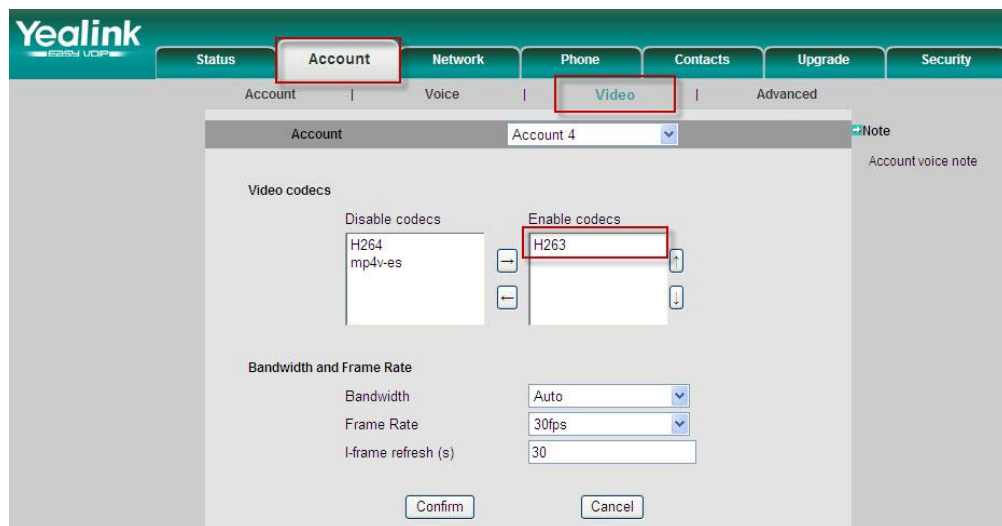 Yealink
EASY VOIP
Status Account Network Phone Contacts Upgrade Security
Account | Voice | Video | Advanced
Account Account 4
Note
Account voice note
Video codecs
Disable codecs Enable codecs
H264 → H263 ↑
mp4v-es
← ↓
Bandwidth and Frame Rate
Bandwidth Auto
Frame Rate 30fps
I-frame refresh (s) 30
Confirm Cancel